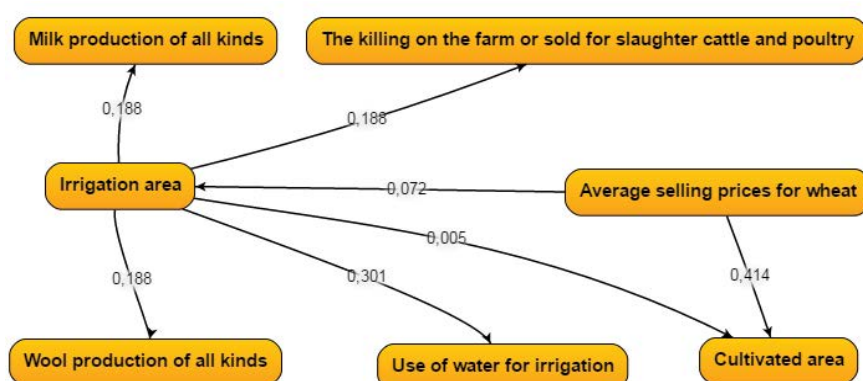 Milk production of all kinds
The killing on the farm or sold for slaughter cattle and poultry
0,188
0,188
Irrigation area
0,072
Average selling prices for wheat
0,005
0,188
0,301
0,414
Wool production of all kinds
Use of water for irrigation
Cultivated area